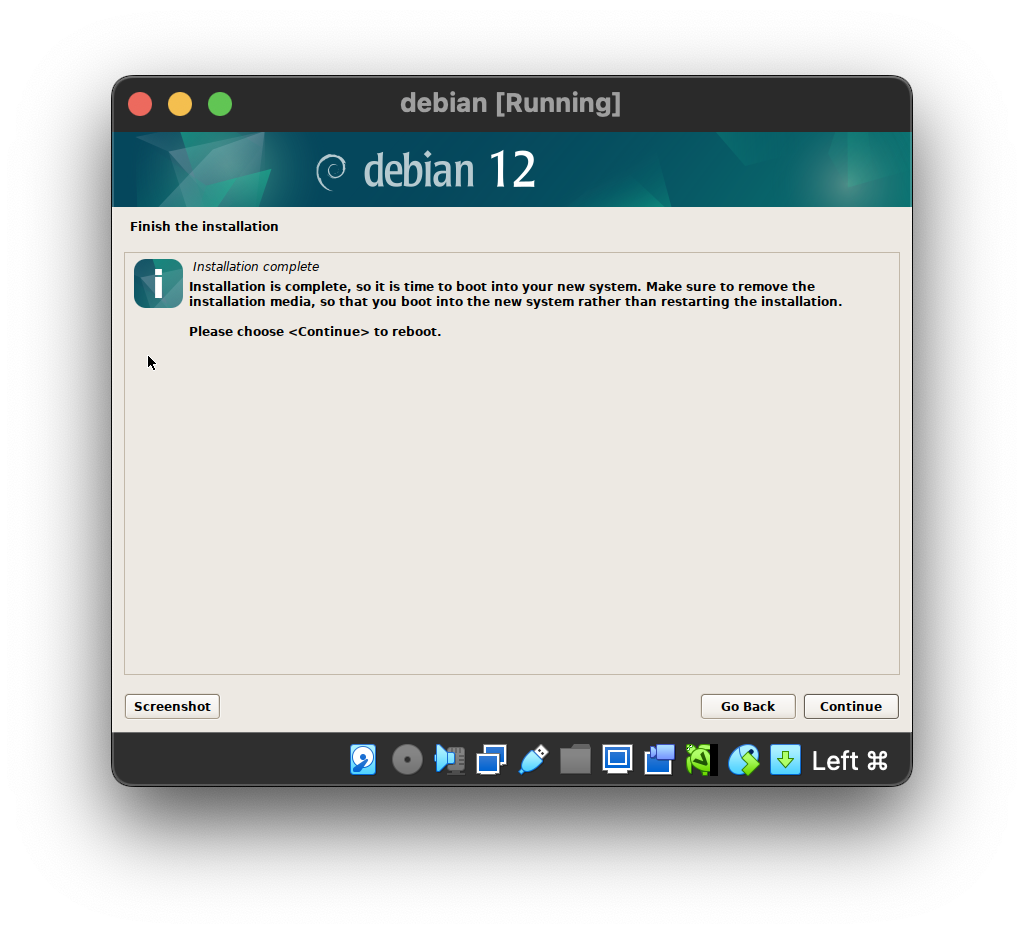 debian [Running]
debian 12
Finish the installation
Installation complete
Installation is complete, so it is time to boot into your new system. Make sure to remove the
installation media, so that you boot into the new system rather than restarting the installation.
Please choose <Continue> to reboot.
Screenshot
Go Back
Continue
Left ⌘